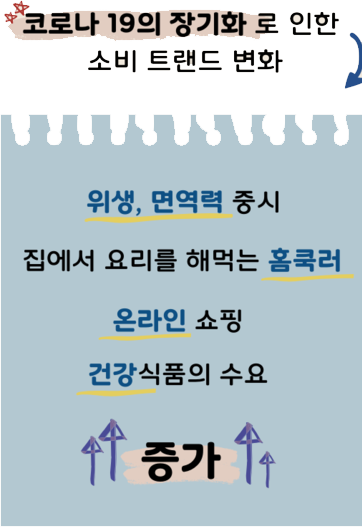 코로나 19의 장기화 로 인한
소비 트랜드 변화
위생, 면역력 중시
집에서 요리를 해먹는 홈쿡러
온라인 쇼핑
건강식품의 수요
증가